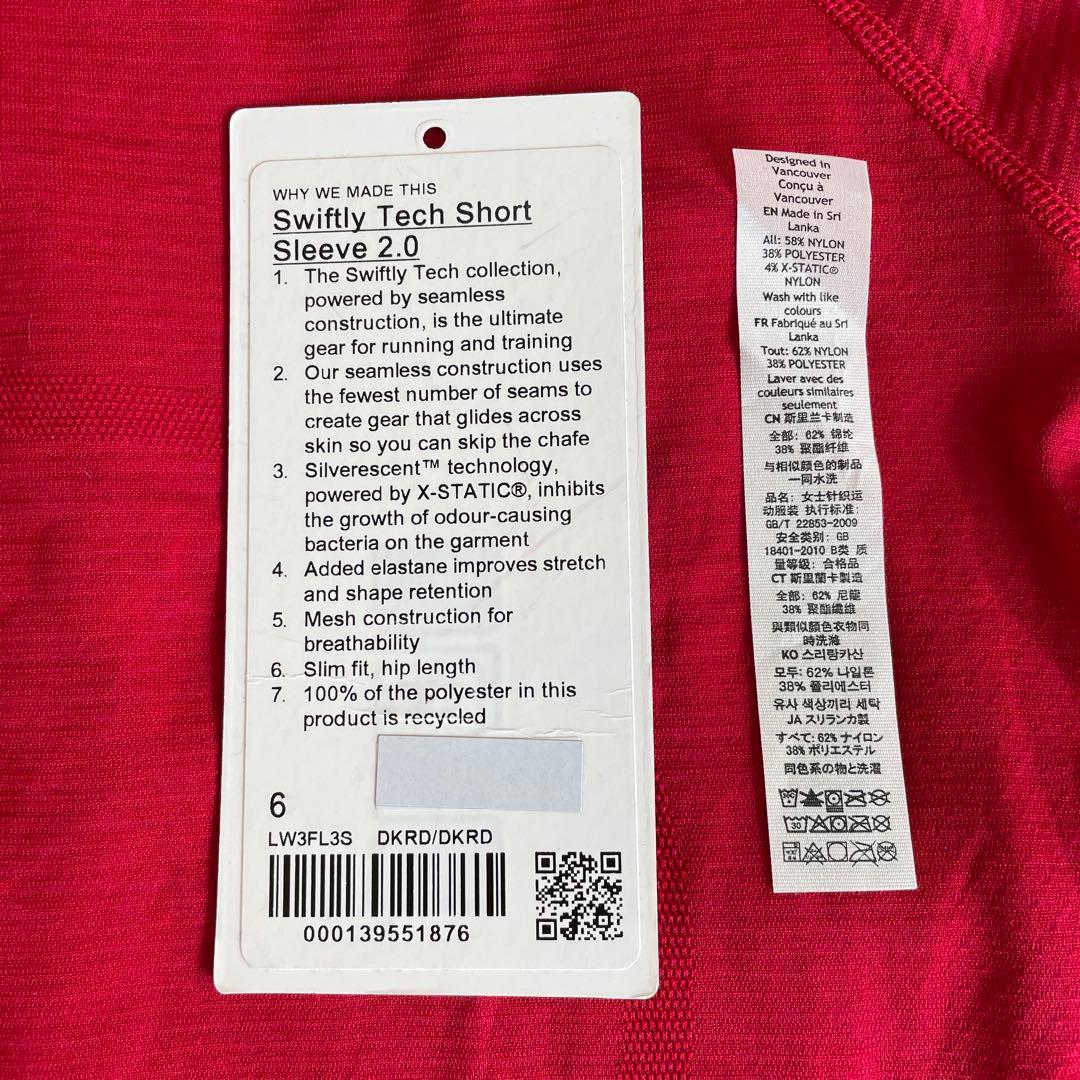 WHY WE MADE THIS
Swiftly Tech Short
Sleeve 2.0
1. The Swiftly Tech collection,
powered by seamless
construction, is the ultimate
gear for running and training
2. Our seamless construction uses
the fewest number of seams to
create gear that glides across
skin so you can skip the chafe
3. Silverescent™ technology,
powered by X-STATIC®, inhibits
the growth of odour-causing
bacteria on the garment
4. Added elastane improves stretch
and shape retention
5. Mesh construction for
breathability
6. Slim fit, hip length
7. 100% of the polyester in this
product is recycled
6
LW3FL3S DKRD/DKRD
000139551876
Designed in
Vancouver
Conçu à
Vancouver
EN Made in Sri
Lanka
All: 58% NYLON
38% POLYESTER
4% X-STATIC®
NYLON
Wash with like
colours
FR Fabriqué au Sri
Lanka
Tout: 62% NYLON
38% POLYESTER
Laver avec des
couleurs similaires
seulement
CN 斯里兰卡制造
全部: 62% 锦纶
38% 聚酯纤维
与相似颜色的制品
一同水洗
品名: 女士针织运
动服装 执行标准:
GB/T 22853-2009
安全类别: GB
18401-2010 B类 质
量等级: 合格品
CT 斯里蘭卡製造
全部: 62% 尼龍
38% 聚酯纖維
與類似顏色衣物同
時洗滌
KO 스리랑카산
모두: 62% 나일론
38% 폴리에스터
유사 색상끼리 세탁
JA スリランカ製
すべて: 62% ナイロン
38% ポリエステル
同色系の物と洗濯
30